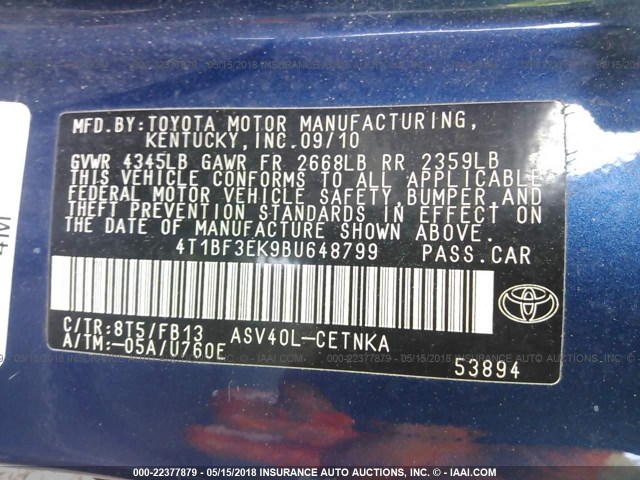 MFD.BY:TOYOTA MOTOR MANUFACTURING,
KENTUCKY,INC.09/10
GVWR 4345LB GAWR FR 2668LB RR 2359LB
THIS VEHICLE CONFORMS TO ALL APPLICABLE
FEDERAL MOTOR VEHICLE SAFETY,BUMPER,AND
THEFT PREVENTION STANDARDS IN EFFECT ON
THE DATE OF MANUFACTURE SHOWN ABOVE.
4T1BF3EK9BU648799 PASS.CAR
C/TR:8T5/FB13 ASV40L-CETNKA
A/TM:-05A/U760E
53894
000-22377879 - 05/15/2018 INSURANCE AUTO AUCTIONS INC. - © - IAAI.COM